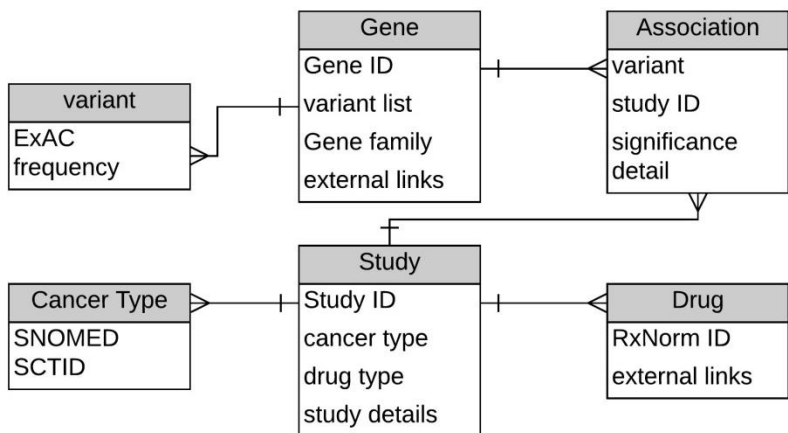 Gene
Gene ID
variant list
Gene family
external links
Association
variant
study ID
significance
detail
variant
ExAC
frequency
Study
Study ID
cancer type
drug type
study details
Cancer Type
SNOMED
SCTID
Drug
RxNorm ID
external links